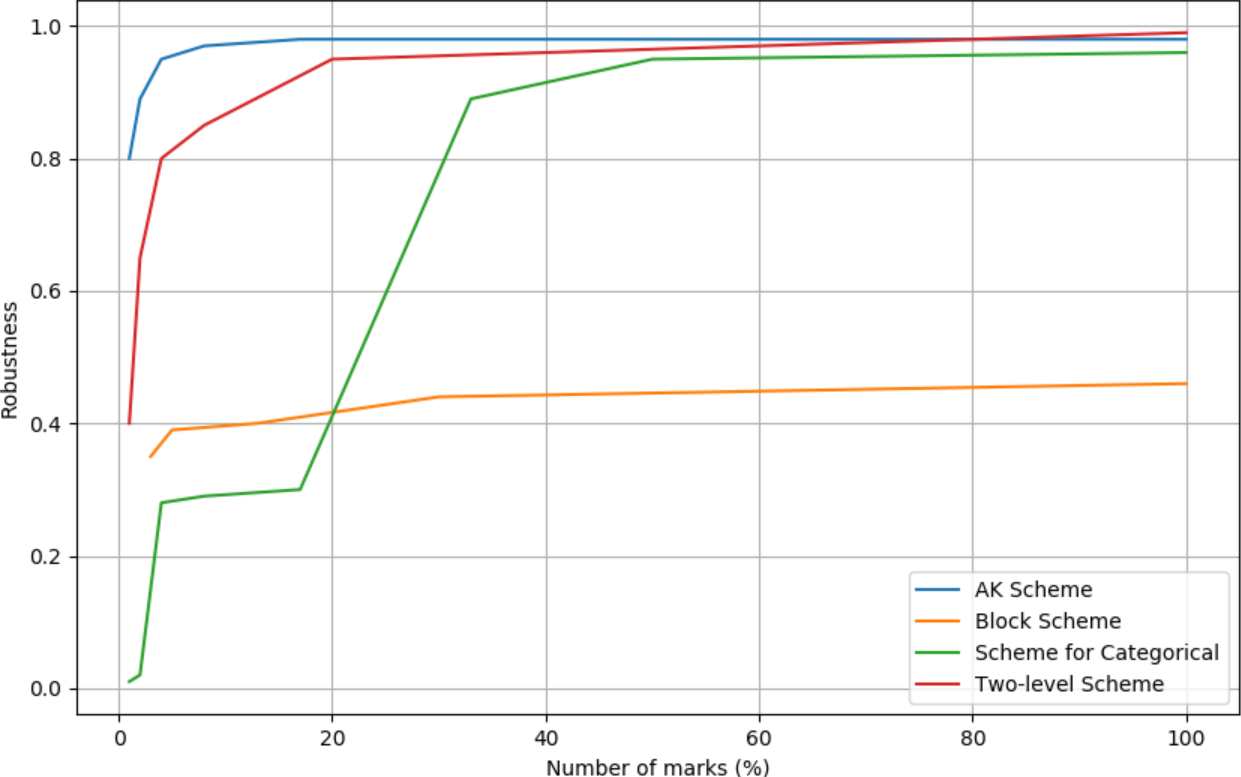 Robustness
1.0
0.8
0.6
0.4
0.2
0.0
0 20 40 60 80 100
Number of marks (%)
AK Scheme
Block Scheme
Scheme for Categorical
Two-level Scheme